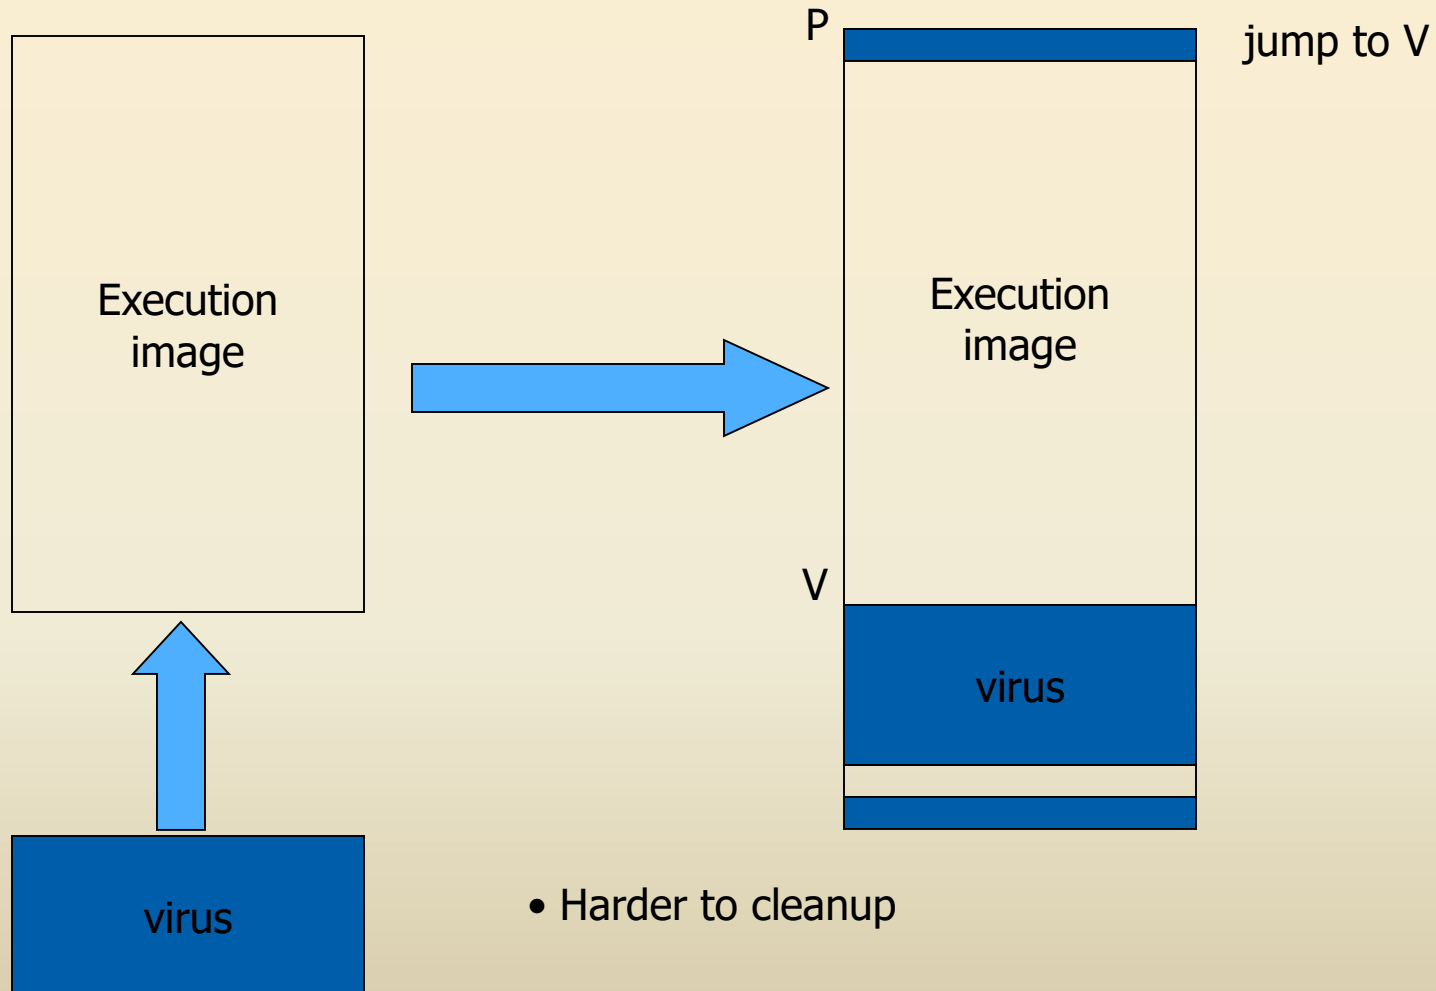 P
jump to V
Execution
image
Execution
image
V
virus
virus
• Harder to cleanup